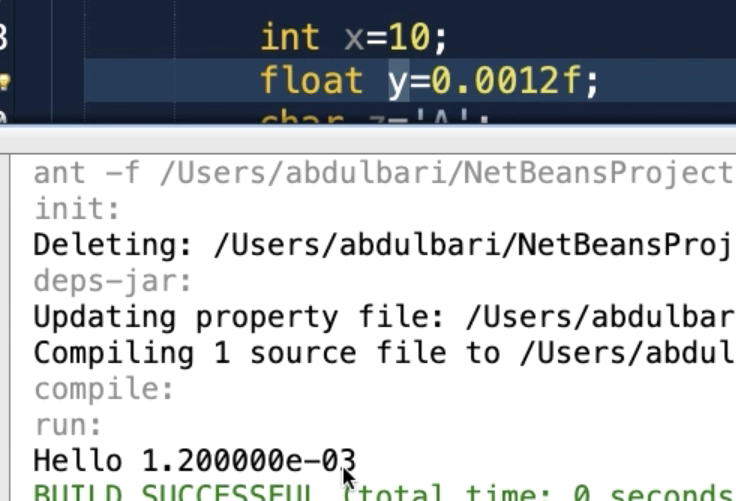 int x=10;
float y=0.0012f;
char z='A';
ant -f /Users/abdulbari/NetBeansProject
init:
Deleting: /Users/abdulbari/NetBeansProj
deps-jar:
Updating property file: /Users/abdulbar
Compiling 1 source file to /Users/abdul
compile:
run:
Hello 1.200000e-03
BUILD SUCCESSFUL (total time: 0 seconds